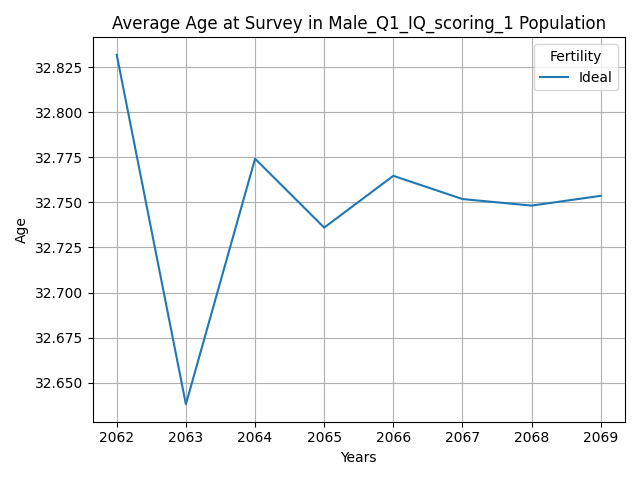 Average Age at Survey in Male_Q1_IQ_scoring_1 Population
Fertility
Ideal
32.825
32.800
32.775
32.750
32.725
32.700
32.675
32.650
Age
2062 2063 2064 2065 2066 2067 2068 2069
Years